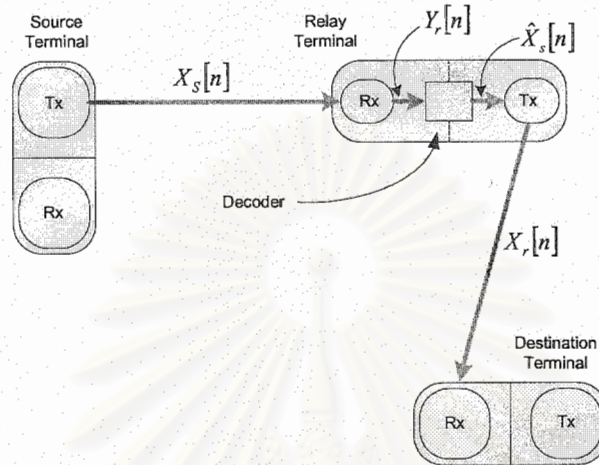 Source
Terminal
Relay
Terminal
Y_r[n]
X̂_s[n]
X_s[n]
Tx
Rx
Tx
Rx
Decoder
X_r[n]
Destination
Terminal
Rx
Tx